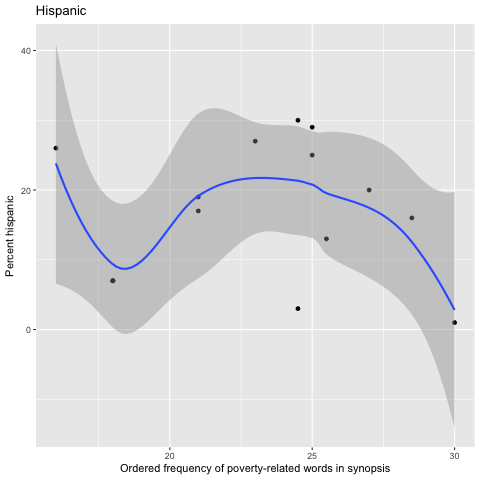 Hispanic
Percent hispanic
40
20
0
20
25
30
Ordered frequency of poverty-related words in synopsis